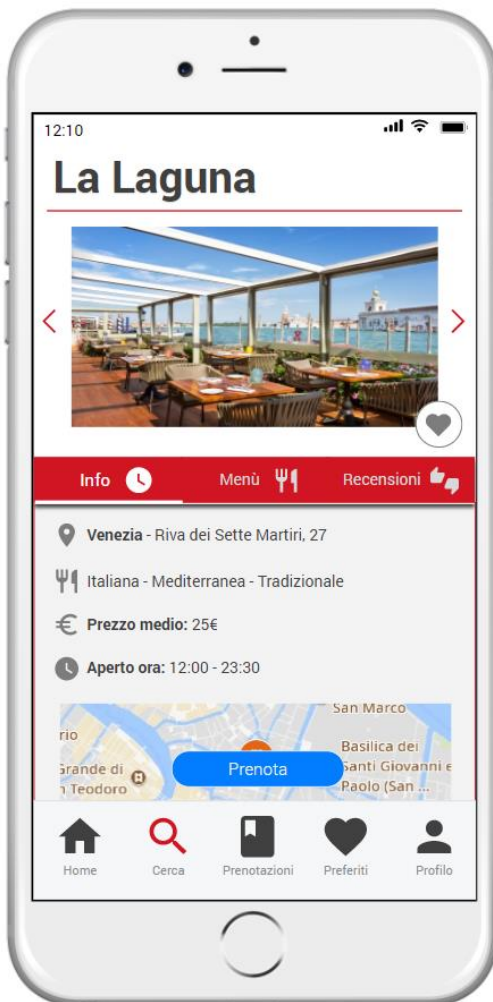 12:10
La Laguna
Info
Menù
Recensioni
Venezia - Riva dei Sette Martiri, 27
Italiana - Mediterranea - Tradizionale
Prezzo medio: 25€
Aperto ora: 12:00 - 23:30
San Marco
rio
Basilica dei
Santi Giovanni e
Paolo (San ...
Grande di
n Teodoro
Prenota
Home
Cerca
Prenotazioni
Preferiti
Profilo